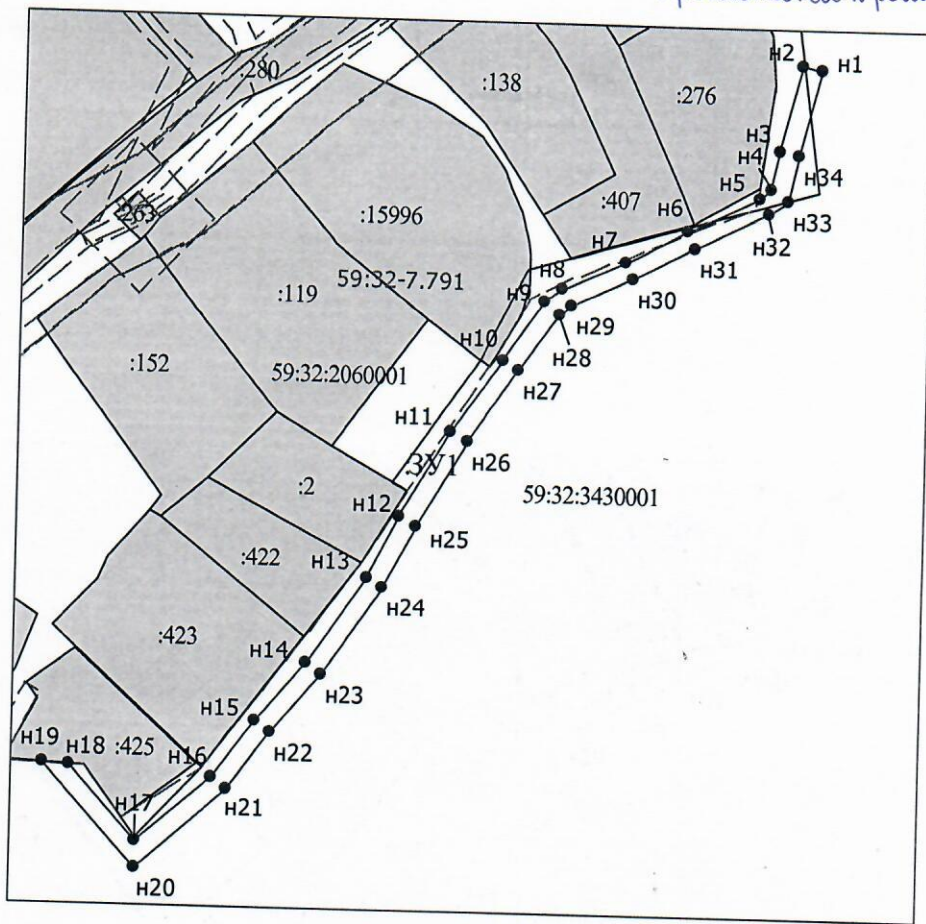 н2
н1
:280
:138
:276
н3
н4
н34
н5
:263
:15996
:407
н6
н33
н7
н32
н31
59:32-7.791
н8
:119
н9
н30
н29
н10
н28
:152
59:32:2060001
н27
н11
:ЗУ1
н26
:2
59:32:3430001
н12
н25
:422
н13
н24
:423
н14
н23
н15
н22
н19
н18
:425
н16
н21
н17
н20